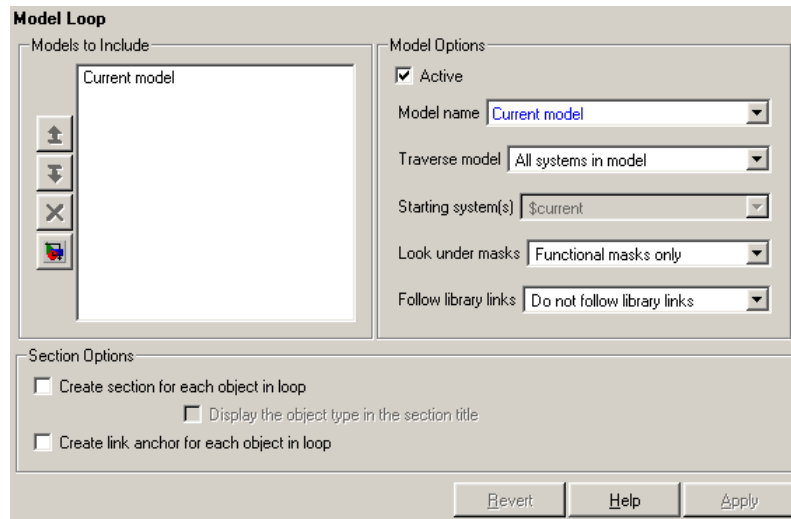 Model Loop
Models to Include
Current model
Model Options
Active
Model name Current model
Traverse model All systems in model
Starting system(s) $current
Look under masks Functional masks only
Follow library links Do not follow library links
Section Options
Create section for each object in loop
Display the object type in the section title
Create link anchor for each object in loop
Revert Help Apply